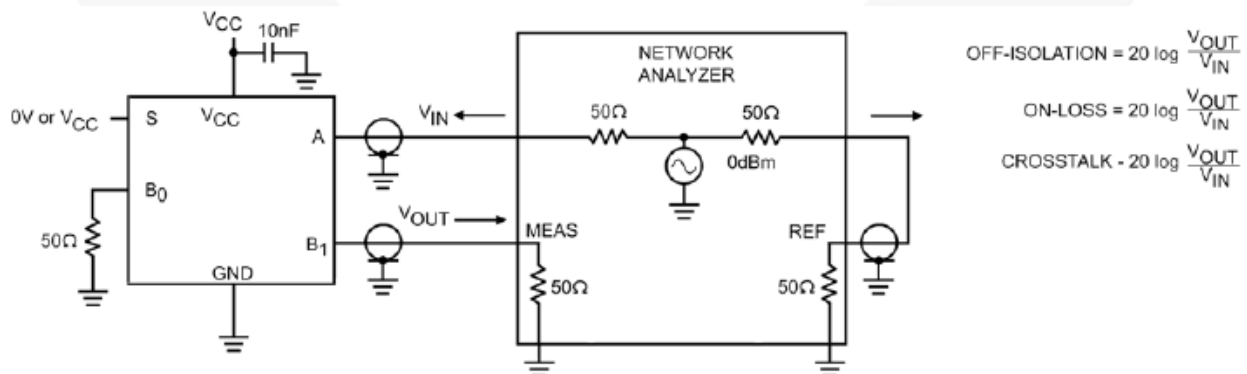 VCC
10nF
0V or VCC
S
VCC
A
B0
50Ω
B1
GND
VIN
VOUT
NETWORK
ANALYZER
50Ω
50Ω
0dBm
MEAS
REF
50Ω
50Ω
OFF-ISOLATION = 20 log VOUT
VIN
ON-LOSS = 20 log VOUT
VIN
CROSSTALK - 20 log VOUT
VIN